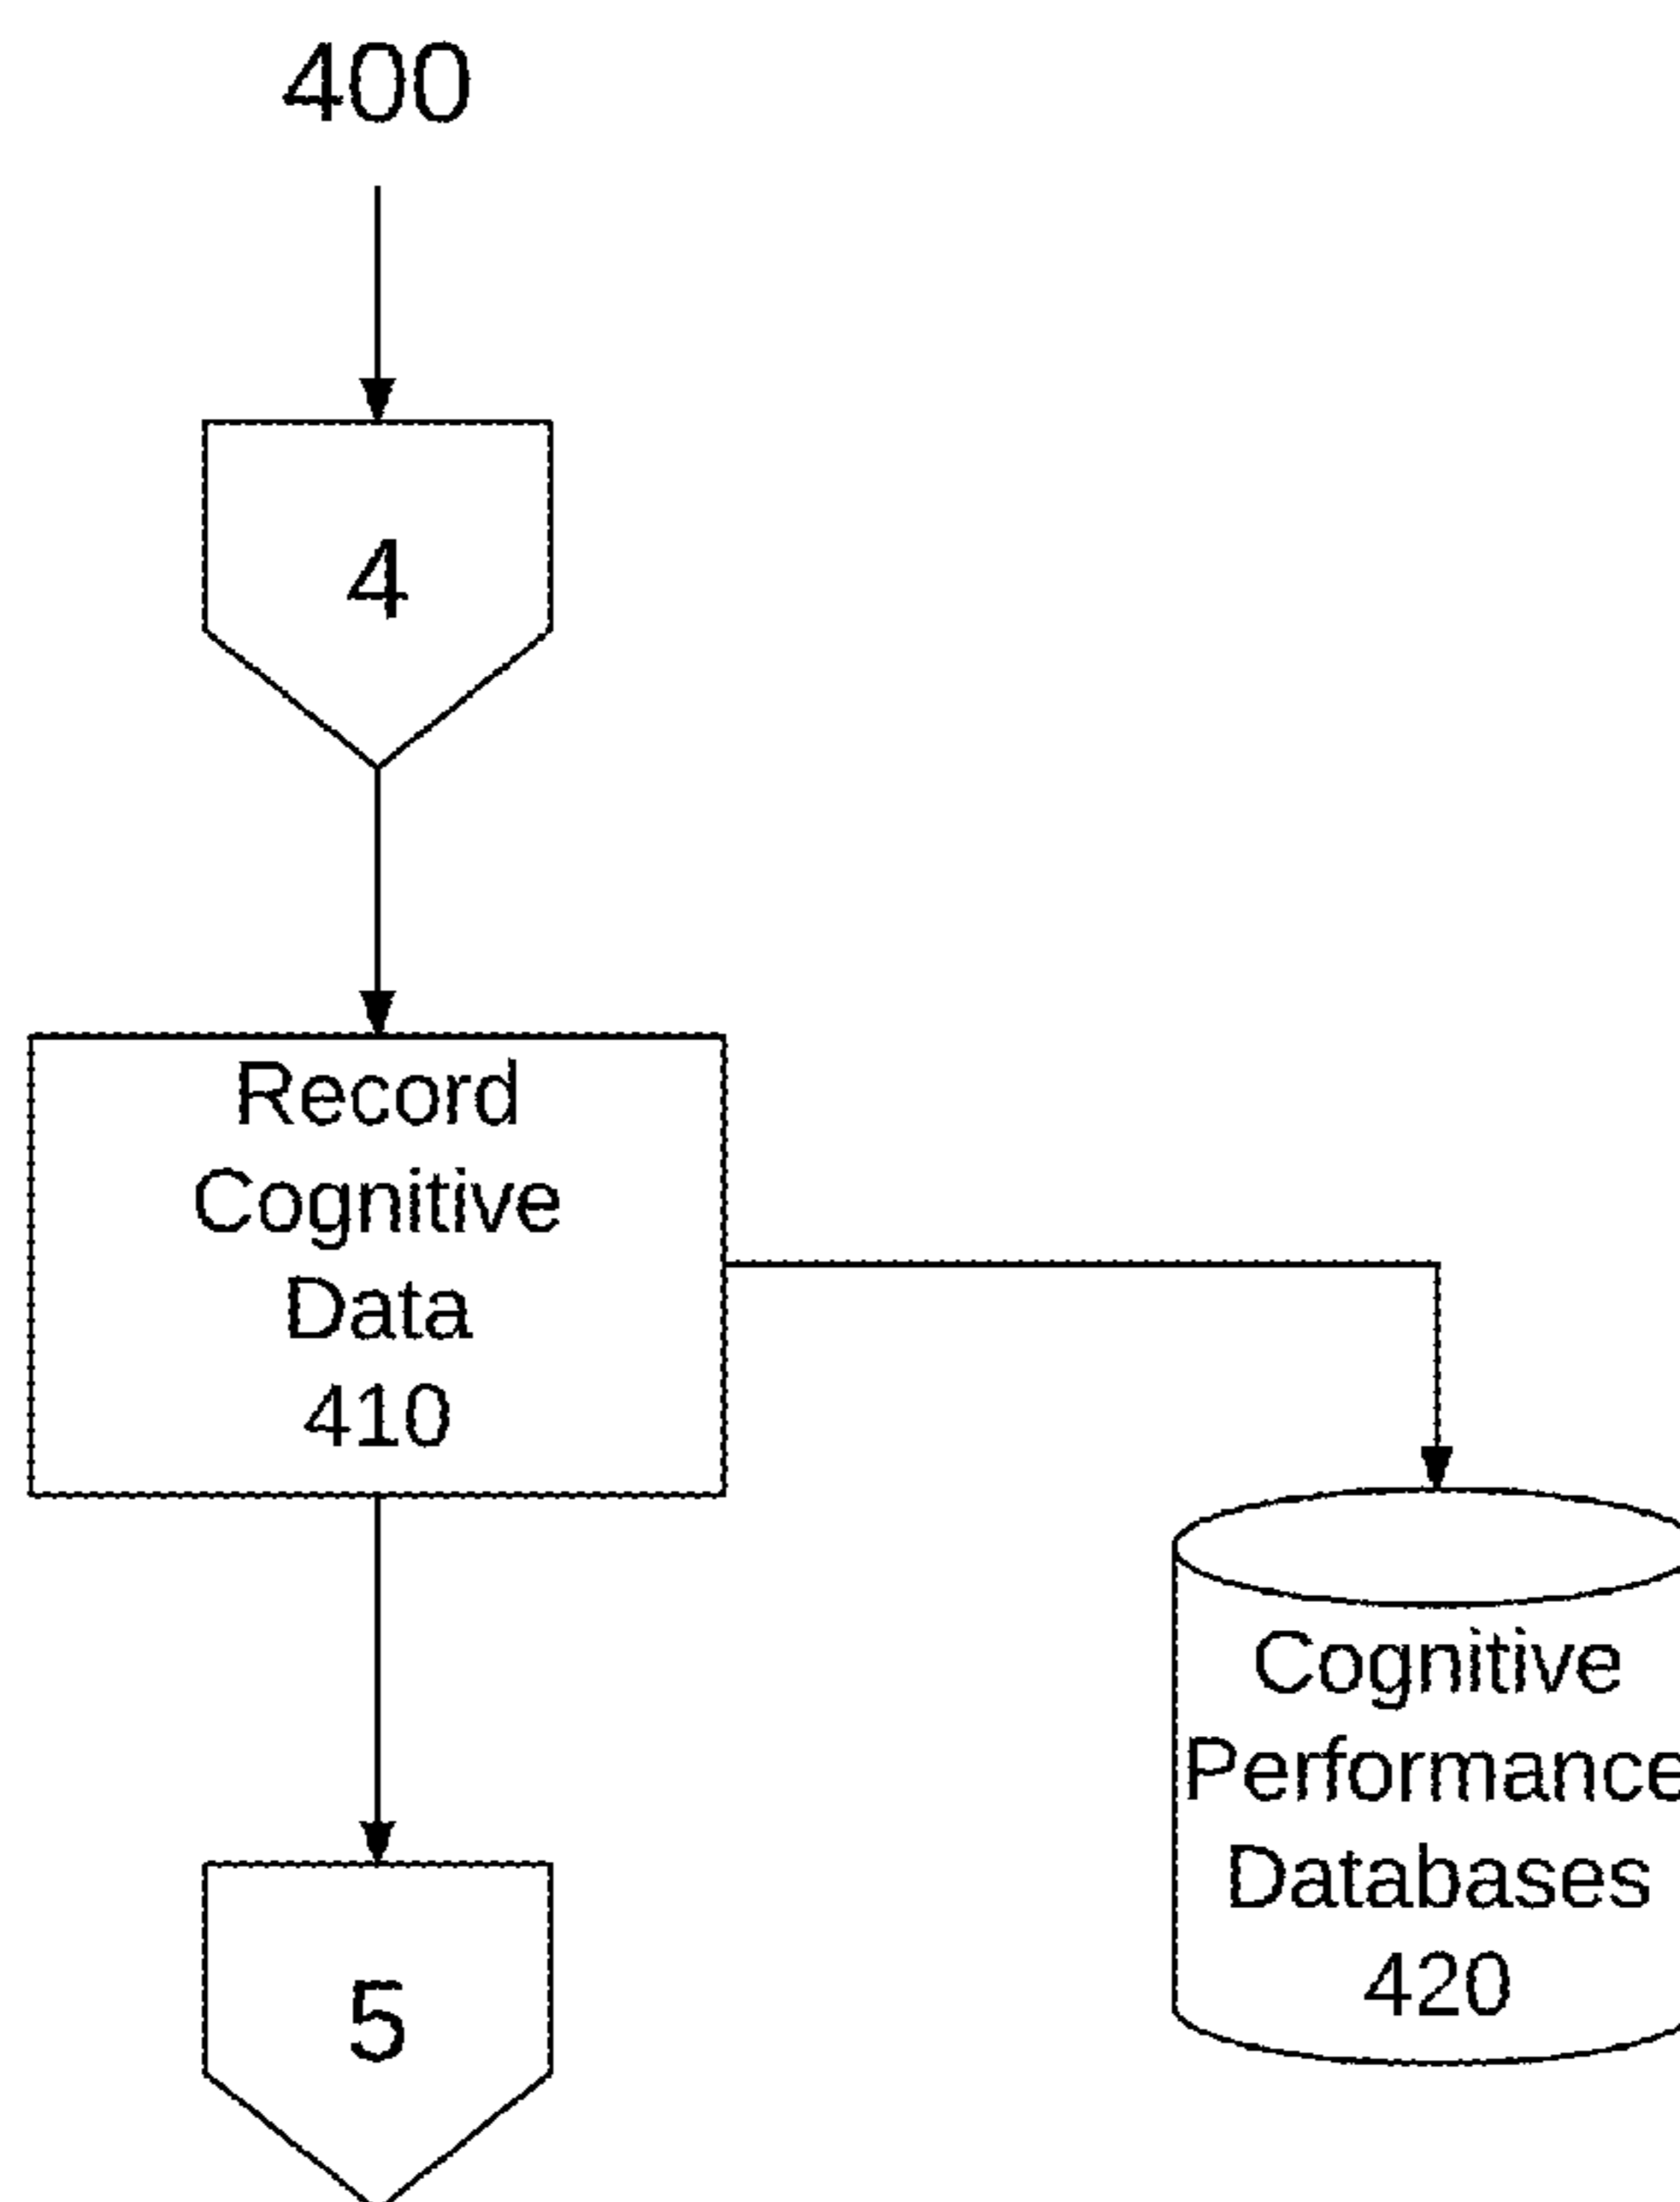 400
4
Record
Cognitive
Data
410
Cognitive
Performance
Databases
420
5